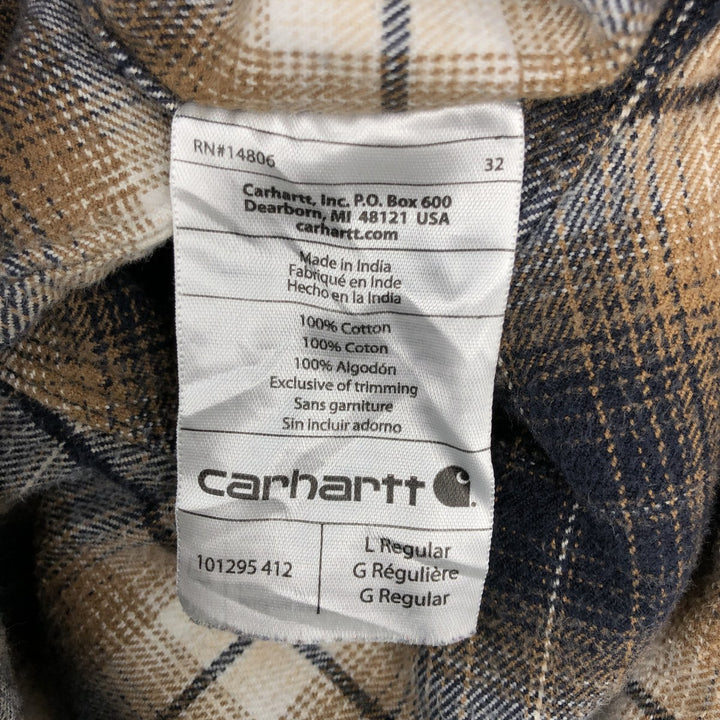 RN#14806 32
Carhartt, Inc. P.O. Box 600
Dearborn, MI 48121 USA
carhartt.com
Made in India
Fabriqué en Inde
Hecho en la India
100% Cotton
100% Coton
100% Algodón
Exclusive of trimming
Sans garniture
Sin incluir adorno
carhartt
101295 412
L Regular
G Régulière
G Regular